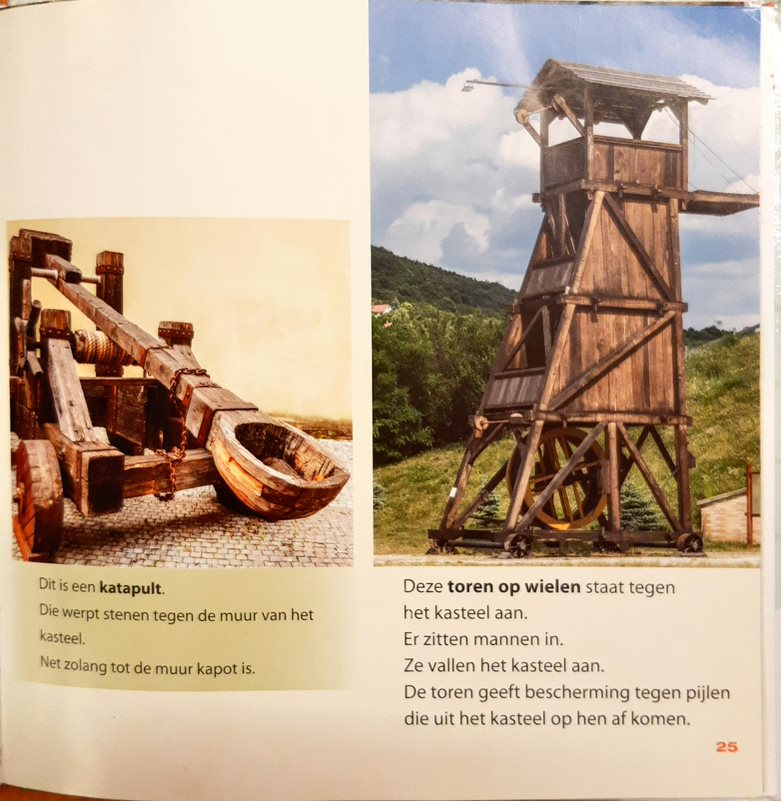 Dit is een katapult.
Die werpt stenen tegen de muur van het
kasteel.
Net zolang tot de muur kapot is.
Deze toren op wielen staat tegen
het kasteel aan.
Er zitten mannen in.
Ze vallen het kasteel aan.
De toren geeft bescherming tegen pijlen
die uit het kasteel op hen af komen.
25